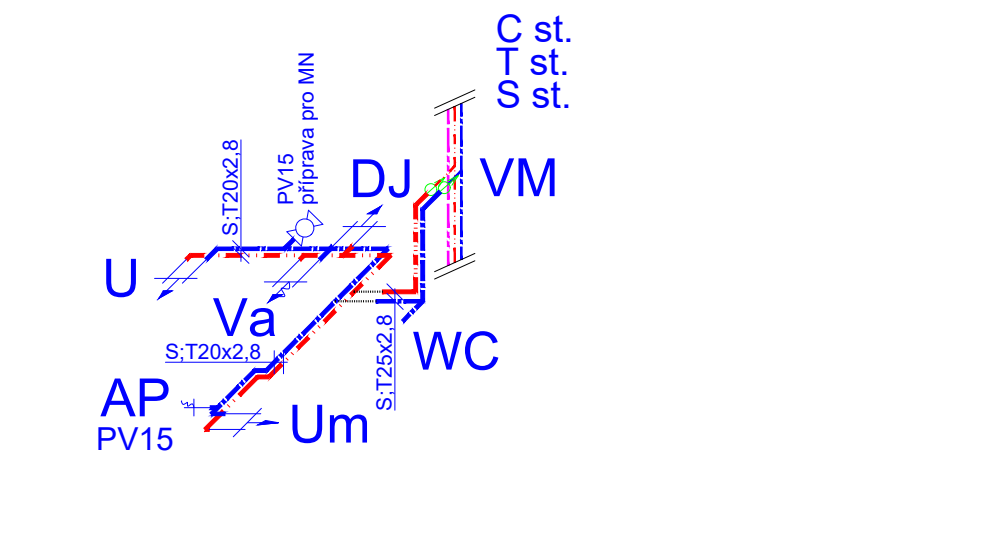 C st.
T st.
S st.
PV15
příprava pro MN
S;T20x2,8
DJ
VM
U
Va
S;T20x2,8
S;T25x2,8
WC
AP
PV15
Um